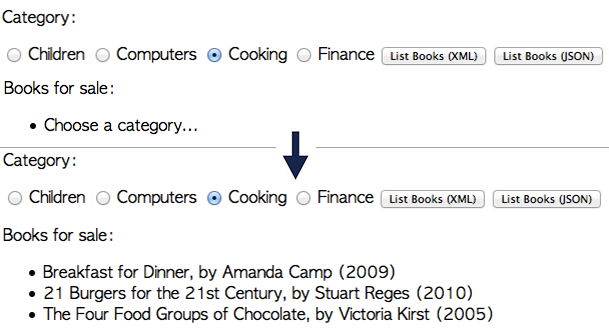 Category:
Children Computers Cooking Finance List Books (XML) List Books (JSON)
Books for sale:
• Choose a category...
Category:
Children Computers Cooking Finance List Books (XML) List Books (JSON)
Books for sale:
• Breakfast for Dinner, by Amanda Camp (2009)
• 21 Burgers for the 21st Century, by Stuart Reges (2010)
• The Four Food Groups of Chocolate, by Victoria Kirst (2005)